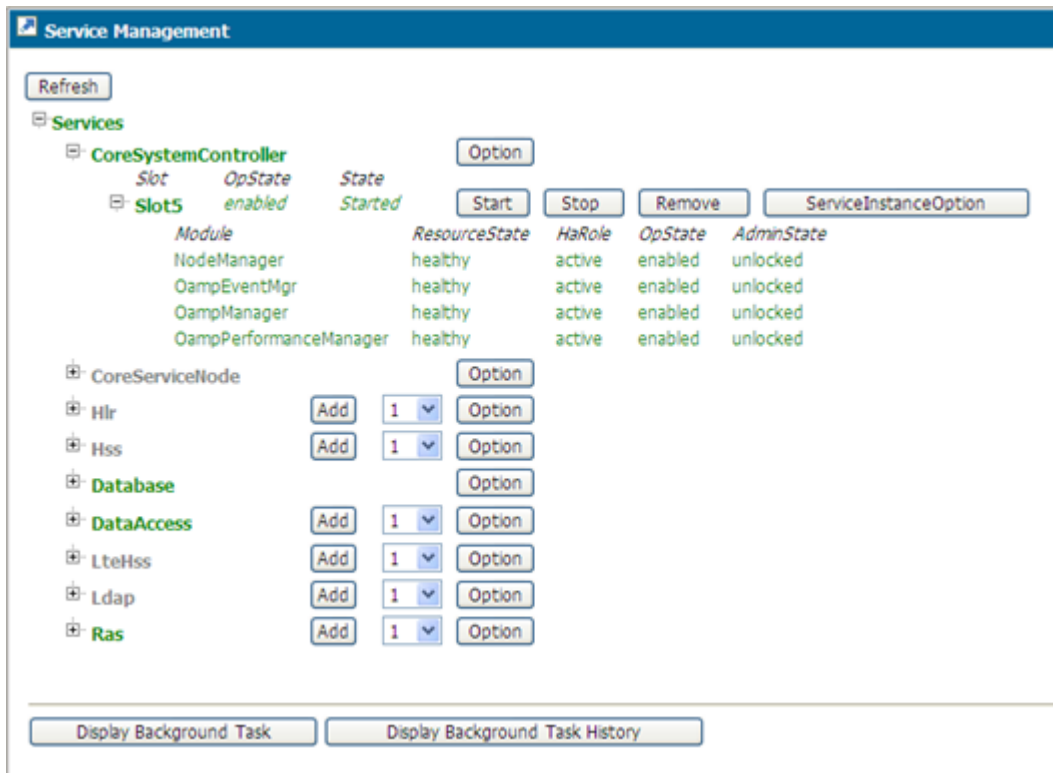 Service Management
Refresh
Services
CoreSystemController Option
Slot OpState State
Slot5 enabled Started Start Stop Remove ServiceInstanceOption
Module ResourceState HaRole OpState AdminState
NodeManager healthy active enabled unlocked
OampEventMgr healthy active enabled unlocked
OampManager healthy active enabled unlocked
OampPerformanceManager healthy active enabled unlocked
CoreServiceNode Option
Hlr Add 1 Option
Hss Add 1 Option
Database Option
DataAccess Add 1 Option
LteHss Add 1 Option
Ldap Add 1 Option
Ras Add 1 Option
Display Background Task Display Background Task History